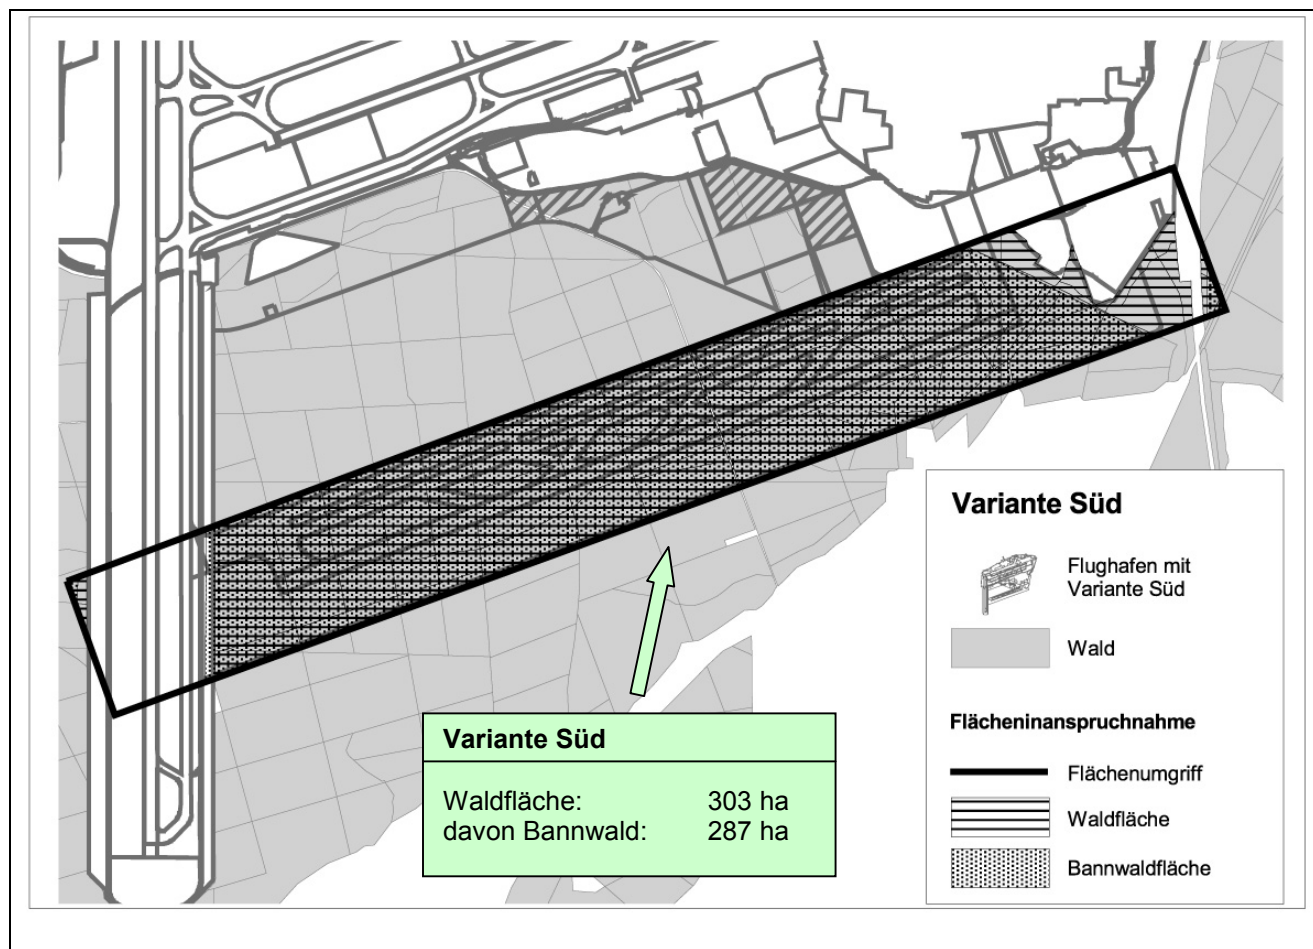 Variante Süd
Flughafen mit
Variante Süd
Wald
Flächeninanspruchnahme
Flächenumgriff
Waldfläche
Bannwaldfläche
Variante Süd
Waldfläche: 303 ha
davon Bannwald: 287 ha